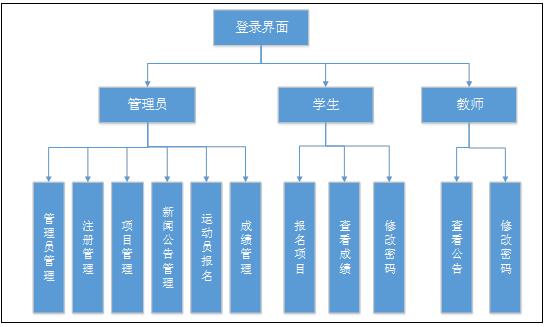 登录界面
管理员
学生
教师
管理员管理
注册管理
项目管理
新闻公告管理
运动员报名
成绩管理
报名项目
查看成绩
修改密码
查看公告
修改密码